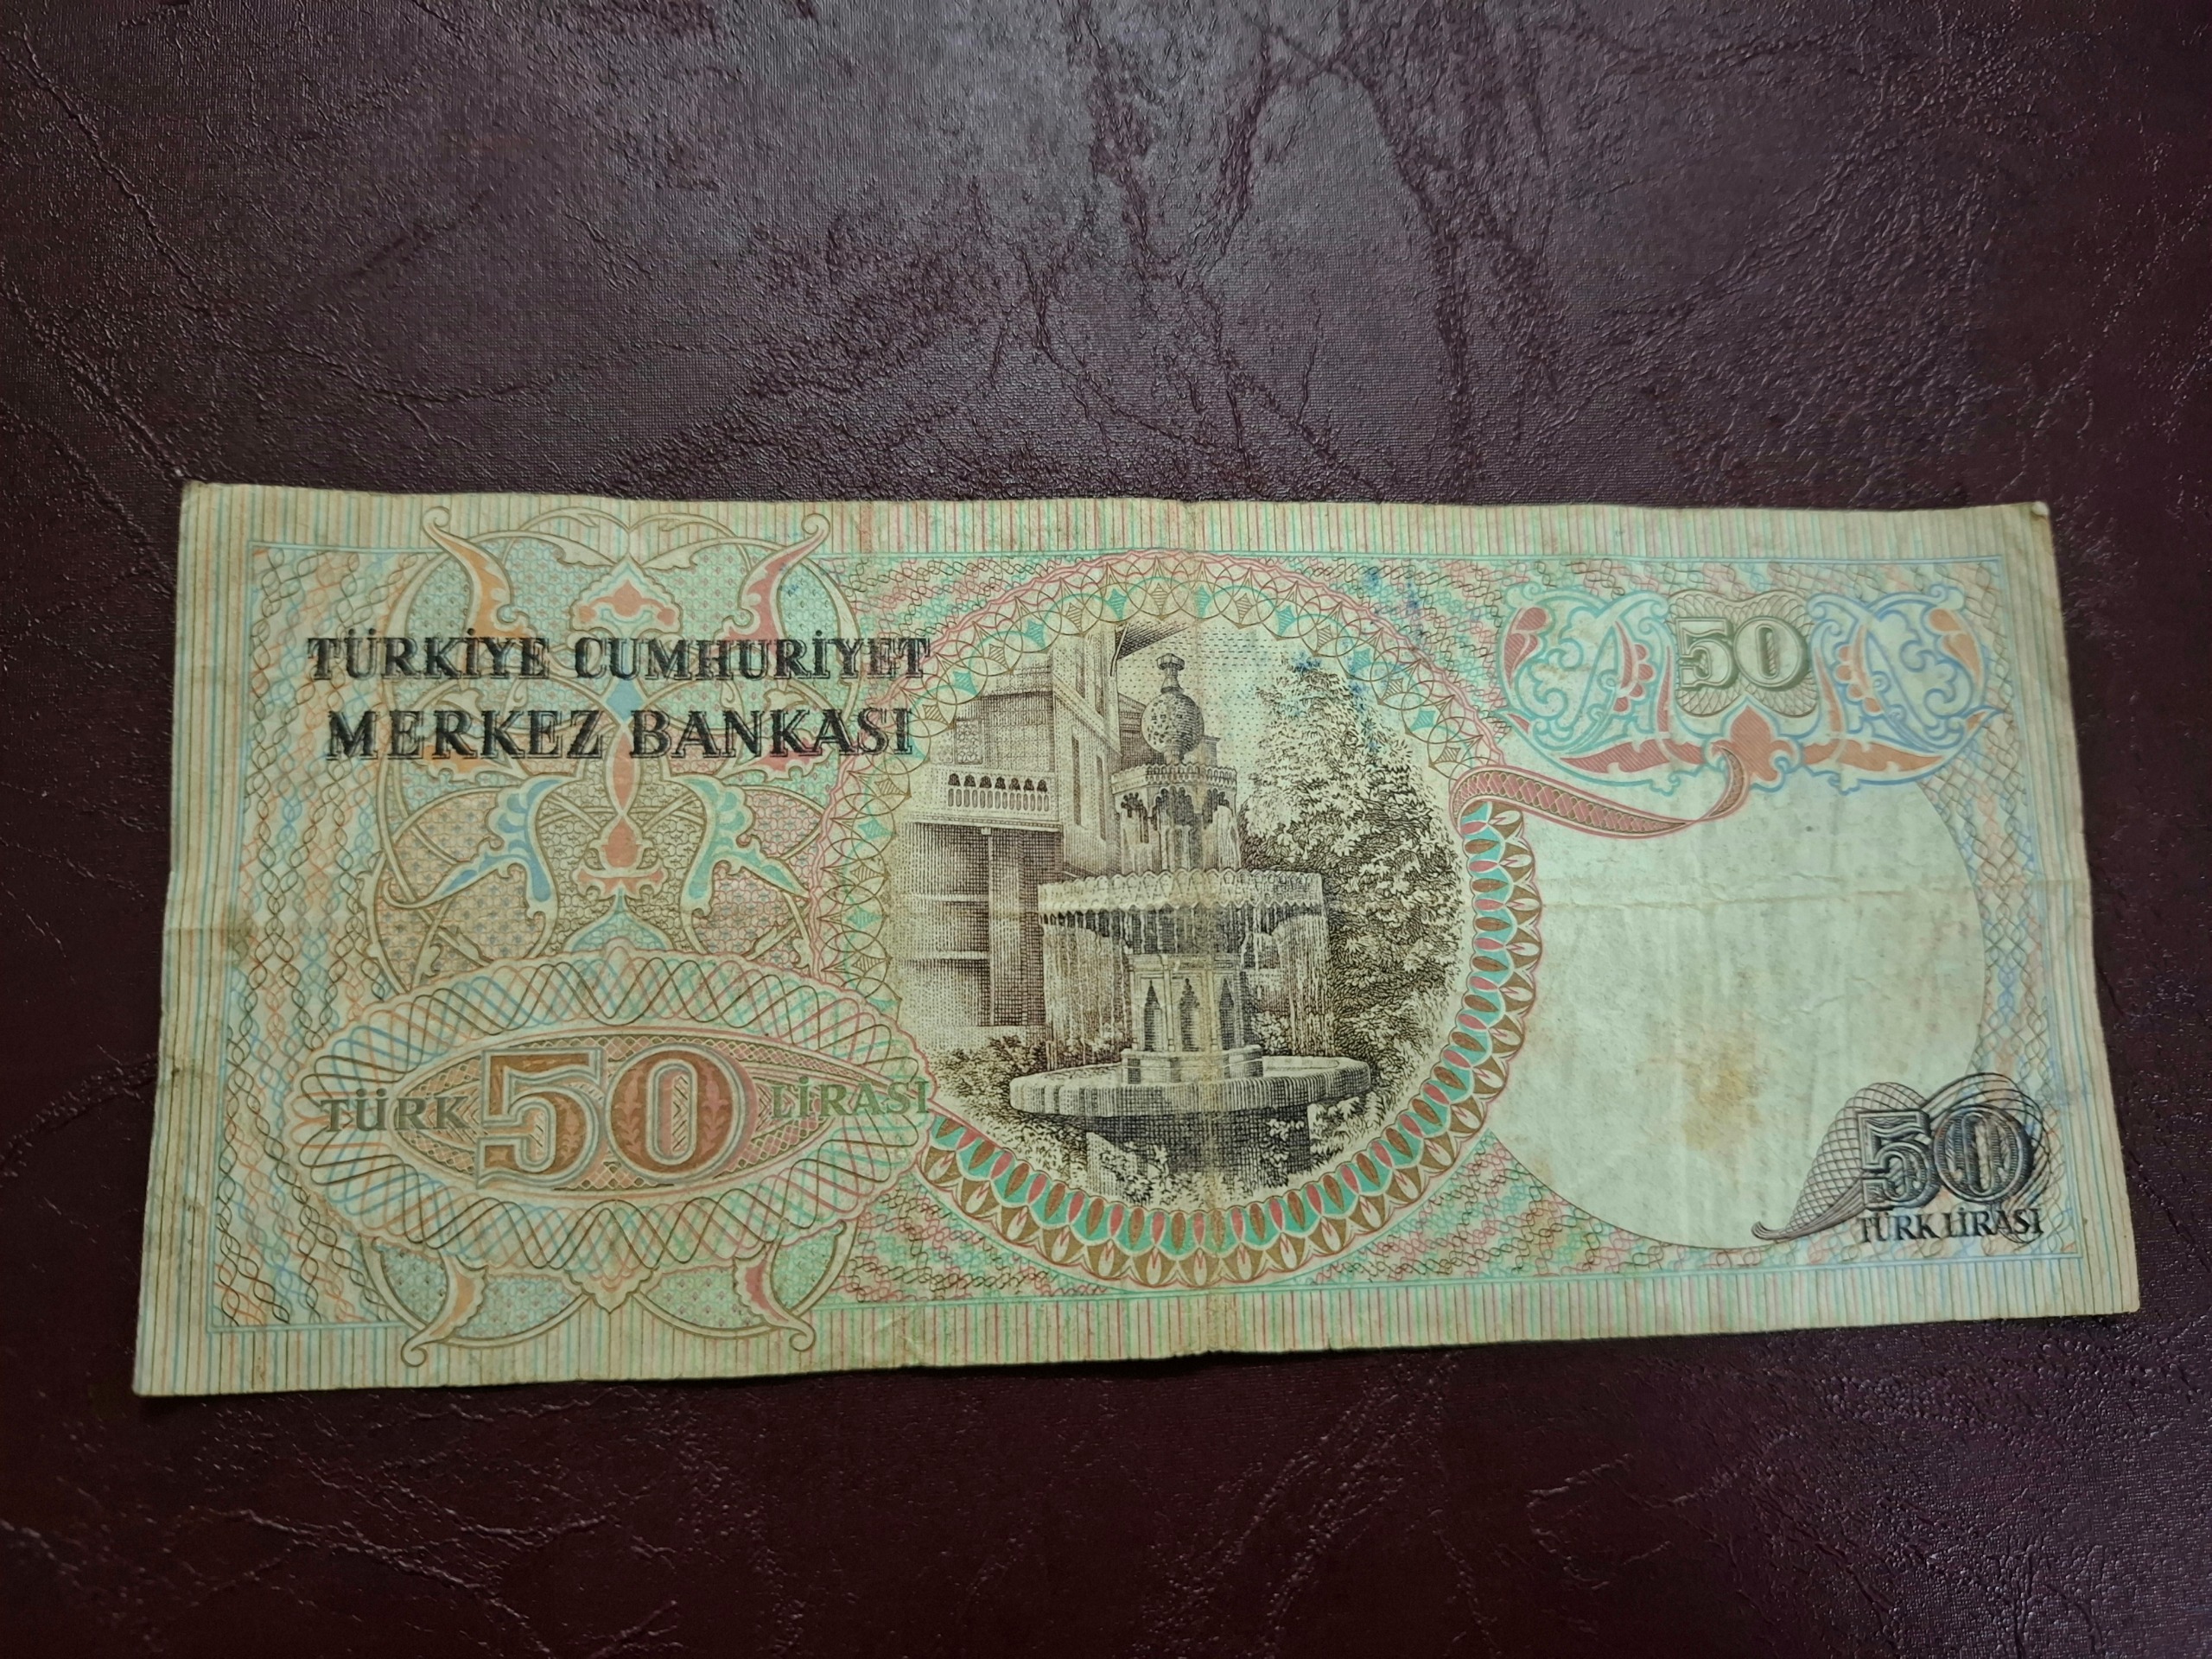 TÜRKİYE CUMHURİYET
MERKEZ BANKASI
50
TÜRK 50 LİRASI
50
TÜRK LİRASI